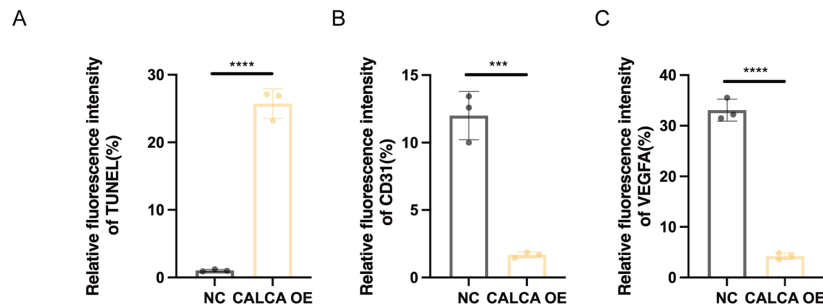 A
B
C
Relative fluorescence intensity
of TUNEL(%)
30
20
10
0
****
NC
CALCA OE
Relative fluorescence intensity
of CD31(%)
15
10
5
0
***
NC
CALCA OE
Relative fluorescence intensity
of VEGFA(%)
40
30
20
10
0
****
NC
CALCA OE